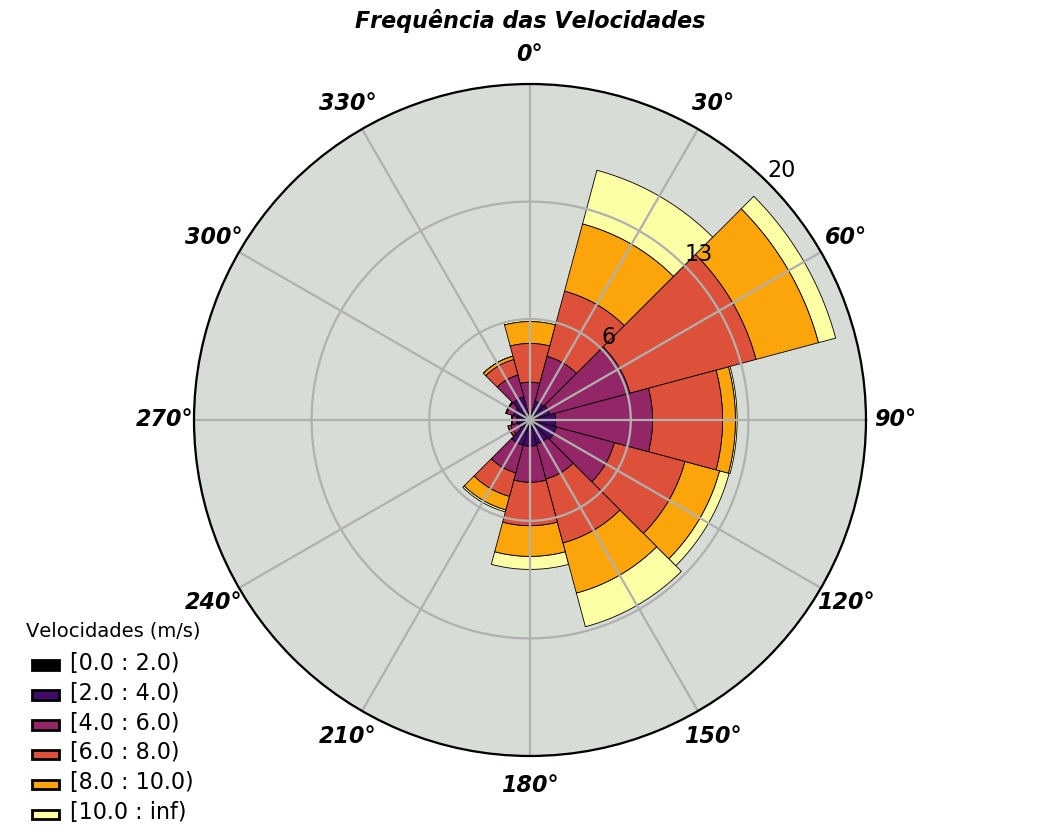 Frequência das Velocidades
0°
330°
30°
20
300°
60°
13
6
270°
90°
240°
120°
210°
150°
180°
Velocidades (m/s)
[0.0 : 2.0)
[2.0 : 4.0)
[4.0 : 6.0)
[6.0 : 8.0)
[8.0 : 10.0)
[10.0 : inf)